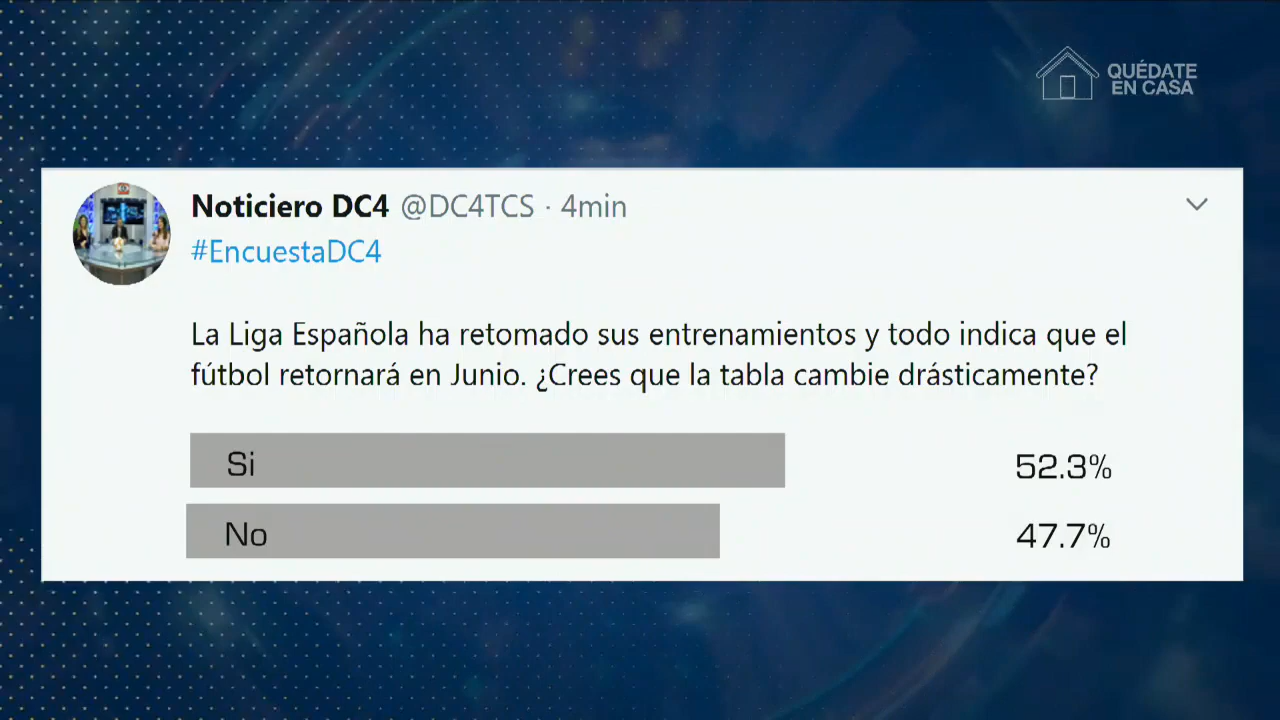 QUÉDATE
EN CASA
Noticiero DC4 @DC4TCS · 4min
#EncuestaDC4
La Liga Española ha retomado sus entrenamientos y todo indica que el
fútbol retornará en Junio. ¿Crees que la tabla cambie drásticamente?
Si 52.3%
No 47.7%